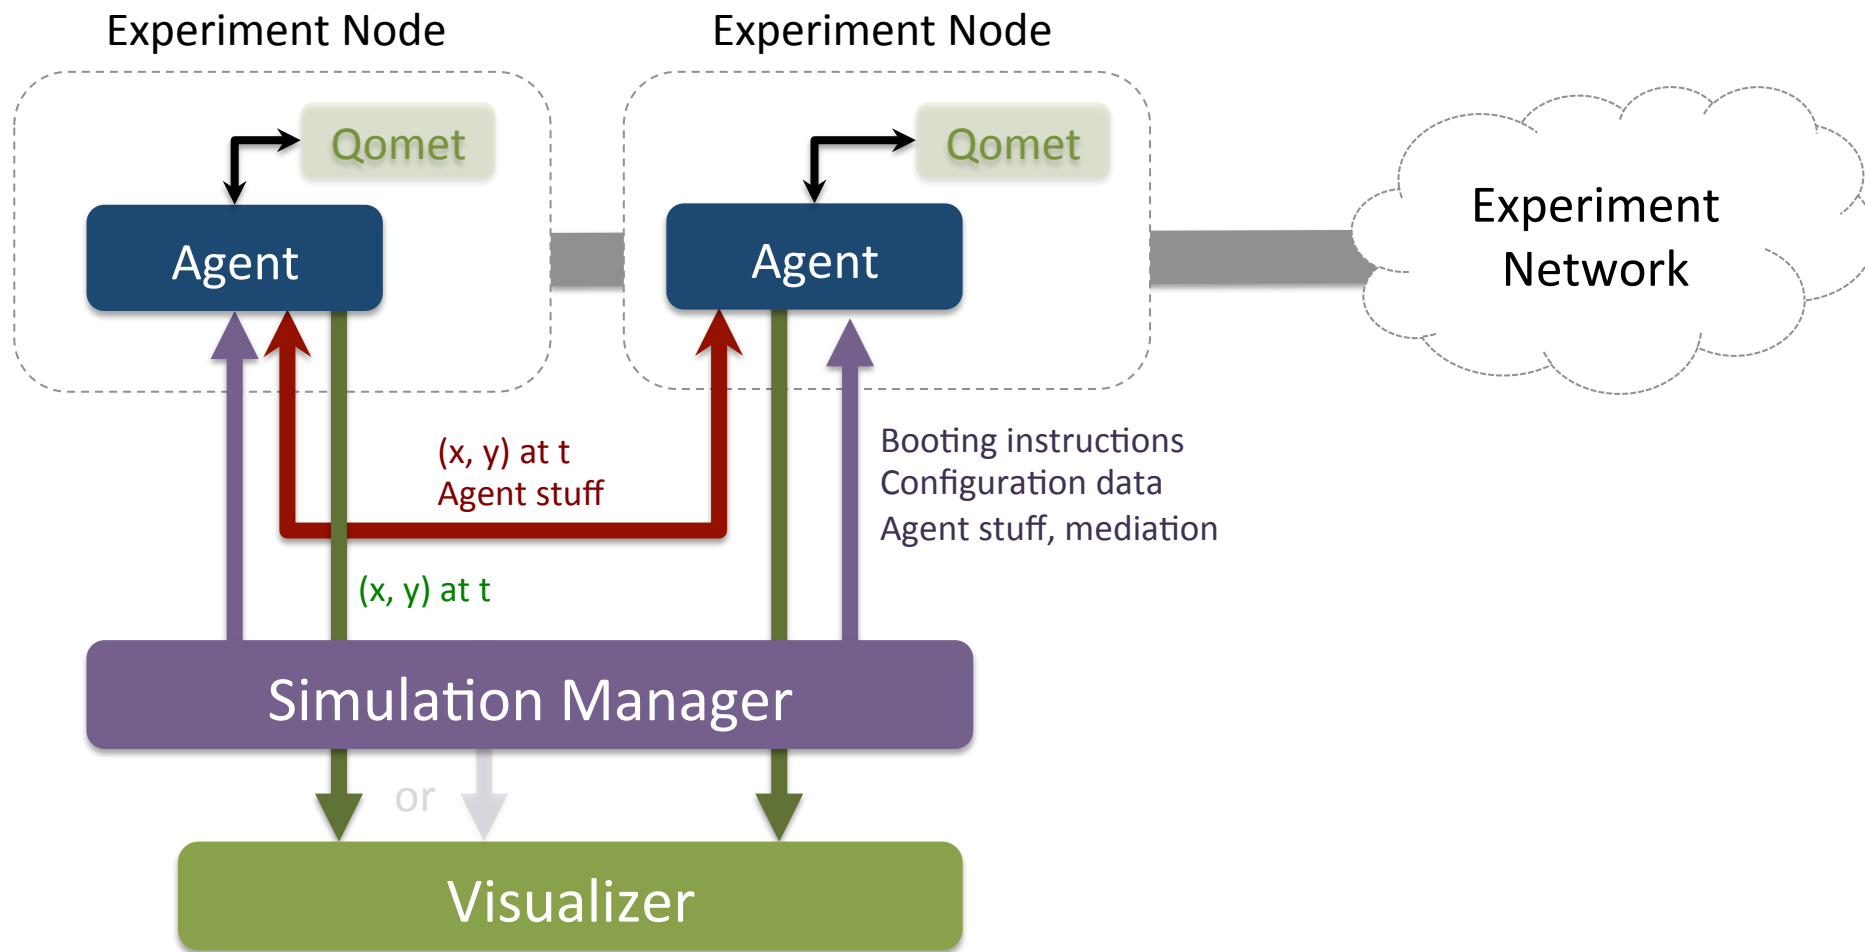 Experiment Node
Experiment Node
Qomet
Qomet
Agent
Agent
Experiment
Network
(x, y) at t
Agent stuff
Booting instructions
Configuration data
Agent stuff, mediation
(x, y) at t
Simulation Manager
or
Visualizer